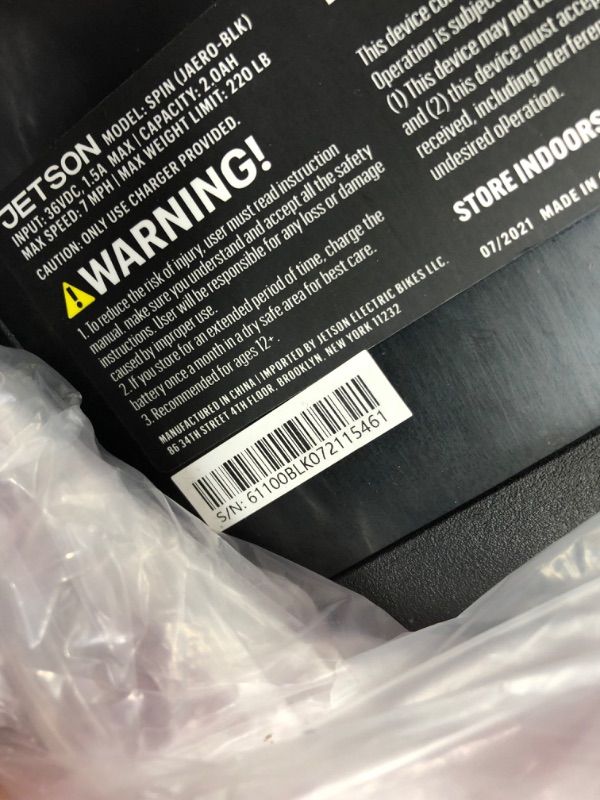 JETSON MODEL: SPIN (JAERO-BLK)
INPUT: 36VDC, 1.5A MAX | CAPACITY: 2.0AH
MAX SPEED: 7 MPH | MAX WEIGHT LIMIT: 220 LB
CAUTION: ONLY USE CHARGER PROVIDED.
WARNING!
1. To reduce the risk of injury, user must read instruction
manual, make sure you understand and accept all the safety
instructions. User will be responsible for any loss or damage
caused by improper use.
2. If you store for an extended period of time, charge the
battery once a month in a dry safe area for best care.
3. Recommended for ages 12+.
MANUFACTURED IN CHINA | IMPORTED BY JETSON ELECTRIC BIKES LLC.
86 34TH STREET 4TH FLOOR, BROOKLYN, NEW YORK 11232
S/N: 61100BLK072115461
This device
Operation is
(1) This device may not
and (2) this device must
received, including
undesired oPeration.
STORE INDOORS
07/2021 MADE IN